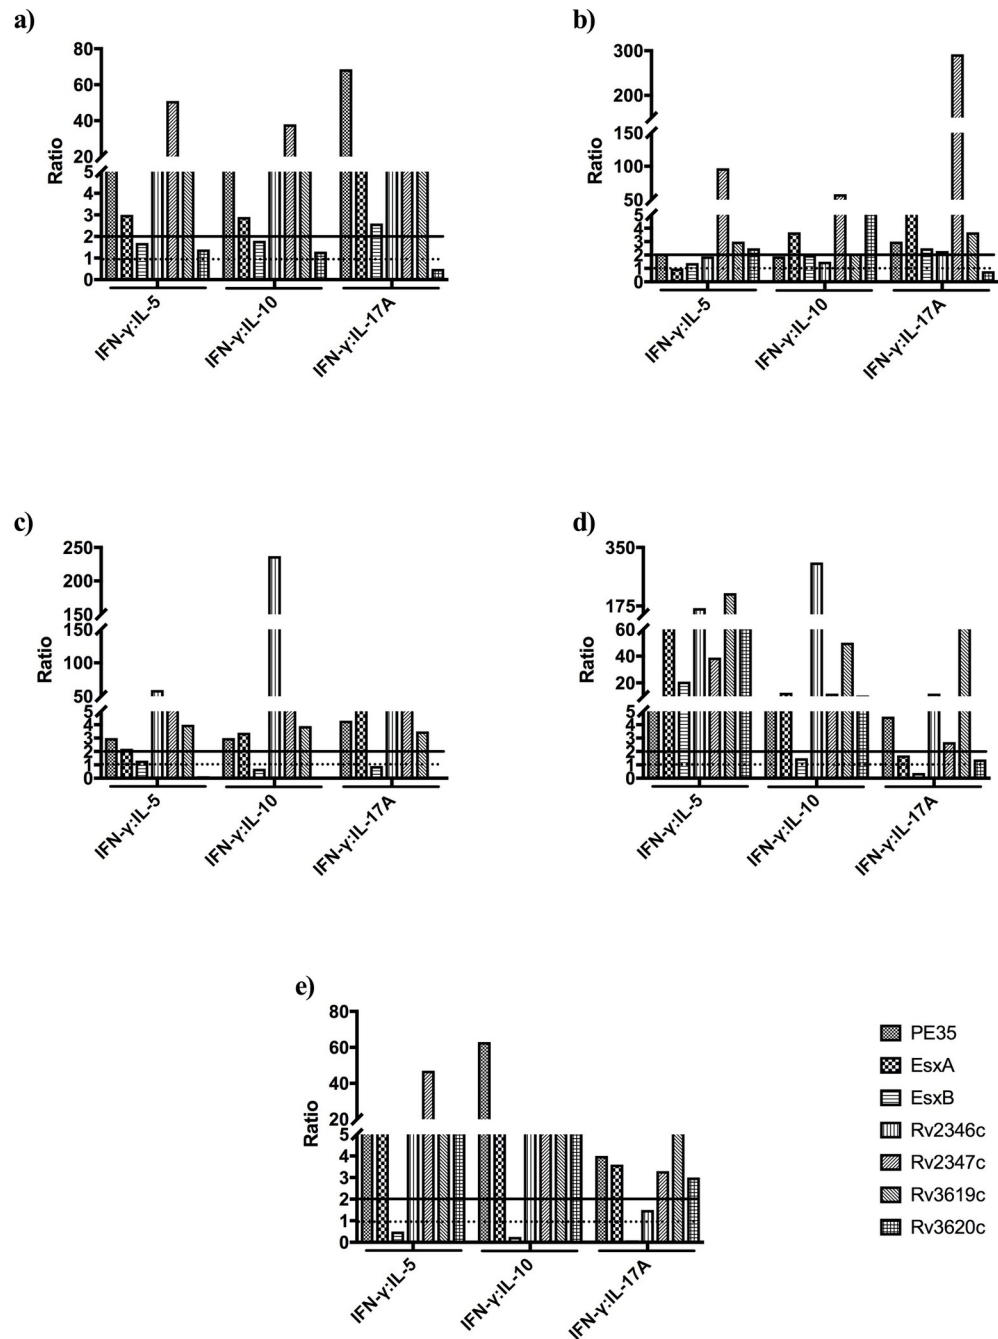 a)
80
60
40
20
5
4
3
2
1
0
Ratio
IFN-γ:IL-5
IFN-γ:IL-10
IFN-γ:IL-17A
b)
300
200
150
100
50
5
4
3
2
1
0
Ratio
IFN-γ:IL-5
IFN-γ:IL-10
IFN-γ:IL-17A
c)
250
200
150
150
100
50
5
4
3
2
1
0
Ratio
IFN-γ:IL-5
IFN-γ:IL-10
IFN-γ:IL-17A
d)
350
175
60
40
20
5
4
3
2
1
0
Ratio
IFN-γ:IL-5
IFN-γ:IL-10
IFN-γ:IL-17A
e)
80
60
40
20
5
4
3
2
1
0
Ratio
IFN-γ:IL-5
IFN-γ:IL-10
IFN-γ:IL-17A
PE35
EsxA
EsxB
Rv2346c
Rv2347c
Rv3619c
Rv3620c